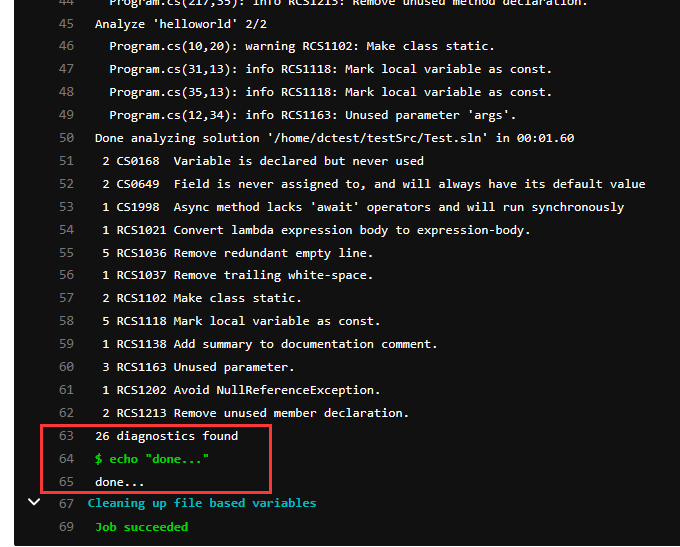 44 Program.cs(217,35): info RCS1213: Remove unused method declaration.
45 Analyze 'helloworld' 2/2
46 Program.cs(10,20): warning RCS1102: Make class static.
47 Program.cs(31,13): info RCS1118: Mark local variable as const.
48 Program.cs(35,13): info RCS1118: Mark local variable as const.
49 Program.cs(12,34): info RCS1163: Unused parameter 'args'.
50 Done analyzing solution '/home/dctest/testSrc/Test.sln' in 00:01.60
51 2 CS0168 Variable is declared but never used
52 2 CS0649 Field is never assigned to, and will always have its default value
53 1 CS1998 Async method lacks 'await' operators and will run synchronously
54 1 RCS1021 Convert lambda expression body to expression-body.
55 5 RCS1036 Remove redundant empty line.
56 1 RCS1037 Remove trailing white-space.
57 2 RCS1102 Make class static.
58 5 RCS1118 Mark local variable as const.
59 1 RCS1138 Add summary to documentation comment.
60 3 RCS1163 Unused parameter.
61 1 RCS1202 Avoid NullReferenceException.
62 2 RCS1213 Remove unused member declaration.
63 26 diagnostics found
64 $ echo "done..."
65 done...
67 Cleaning up file based variables
69 Job succeeded